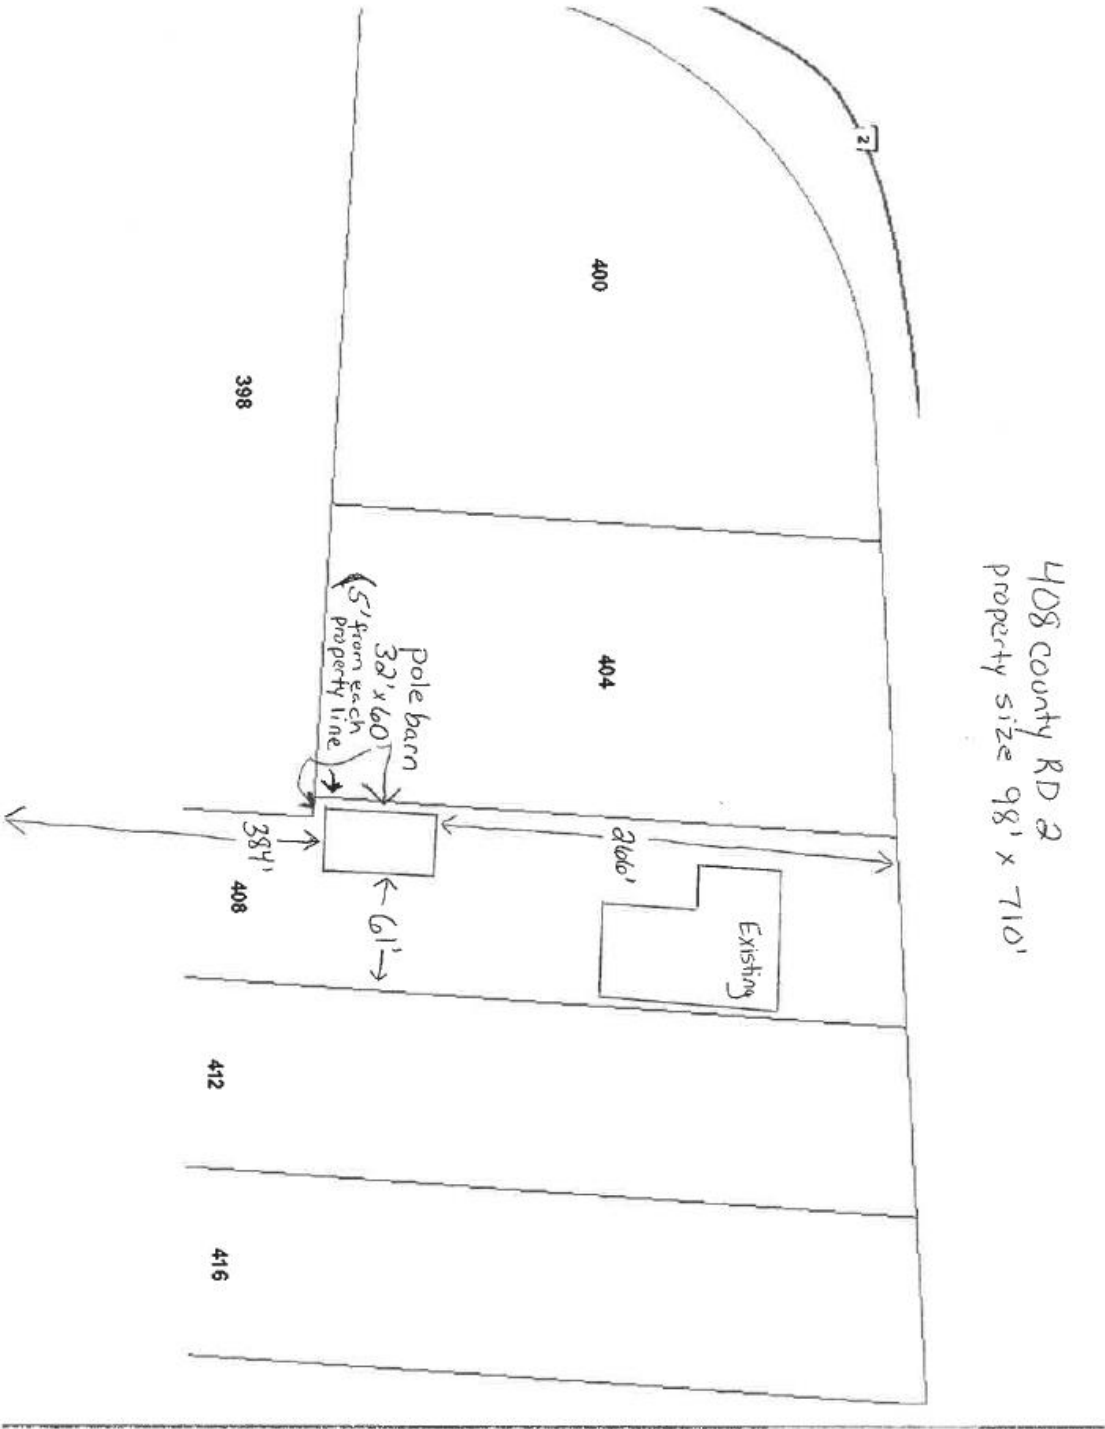 408 County RD 2
property size 98' x 710'
2
400
398
404
pole barn
32' x 60'
(5' from each
property line
266'
Existing
384'
408
61'
412
416